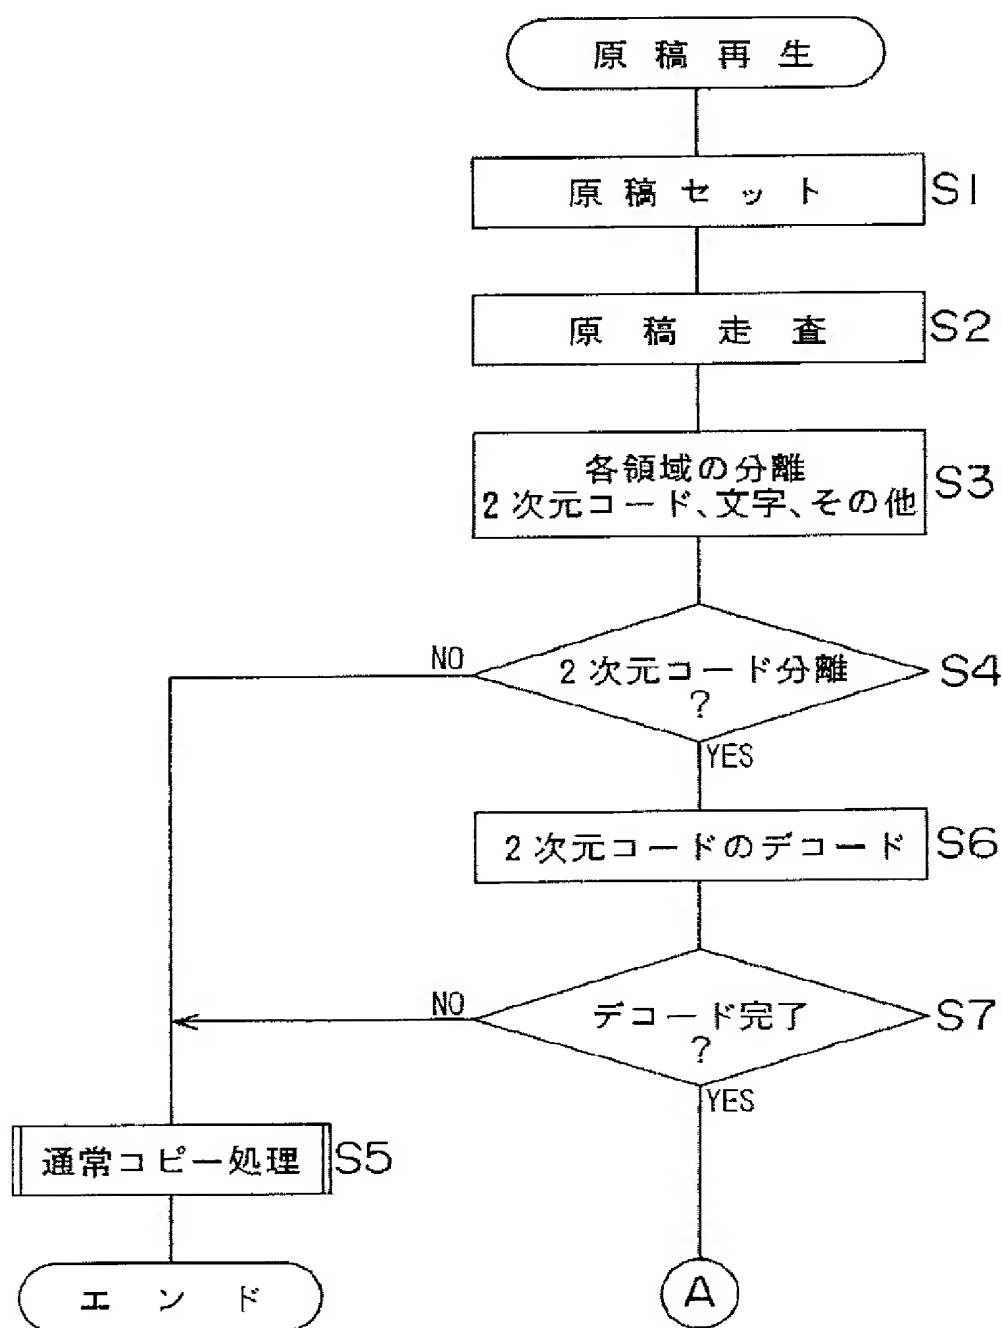 原稿再生
原稿セット
S1
原稿走査
S2
各領域の分離
2次元コード、文字、その他
S3
2次元コード分離
?
S4
NO
YES
2次元コードのデコード
S6
デコード完了
?
S7
NO
YES
通常コピー処理
S5
エンド
A